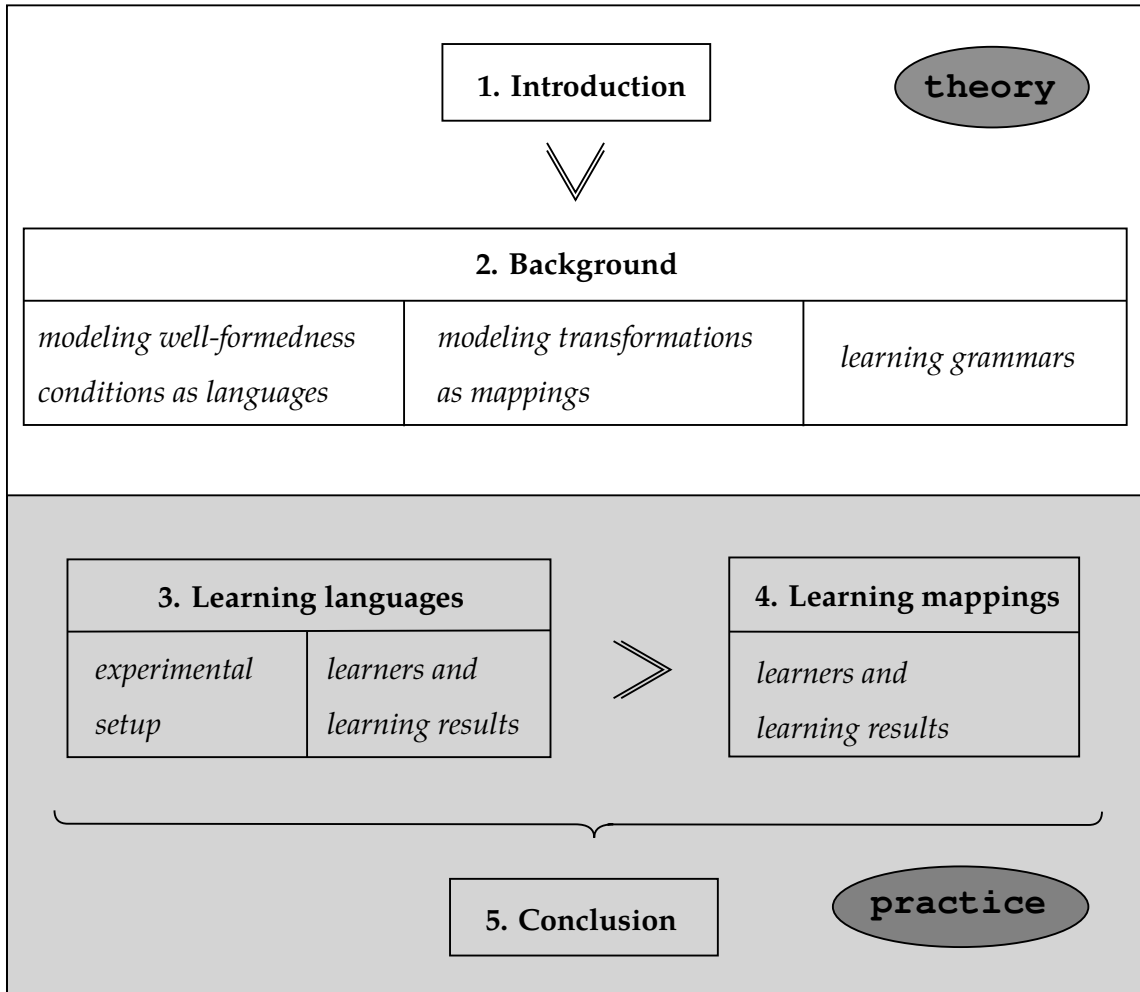 1. Introduction
theory
2. Background
modeling well-formedness
conditions as languages
modeling transformations
as mappings
learning grammars
3. Learning languages
experimental
setup
learners and
learning results
4. Learning mappings
learners and
learning results
5. Conclusion
practice